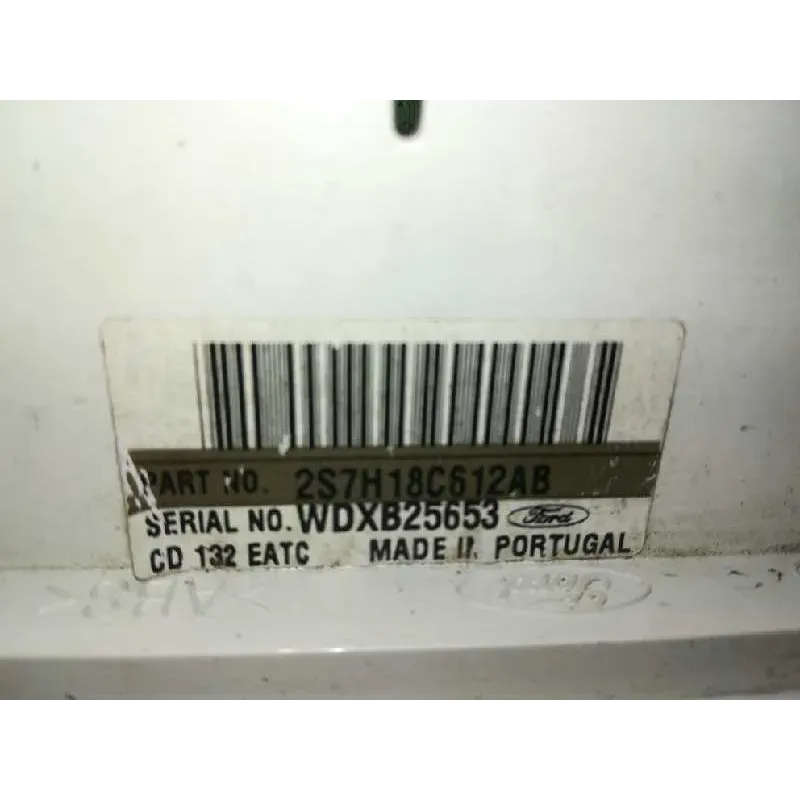 PART NO. 2S7H18C612AB
SERIAL NO. WDXB25653 Ford
CD 132 EATC MADE IN PORTUGAL